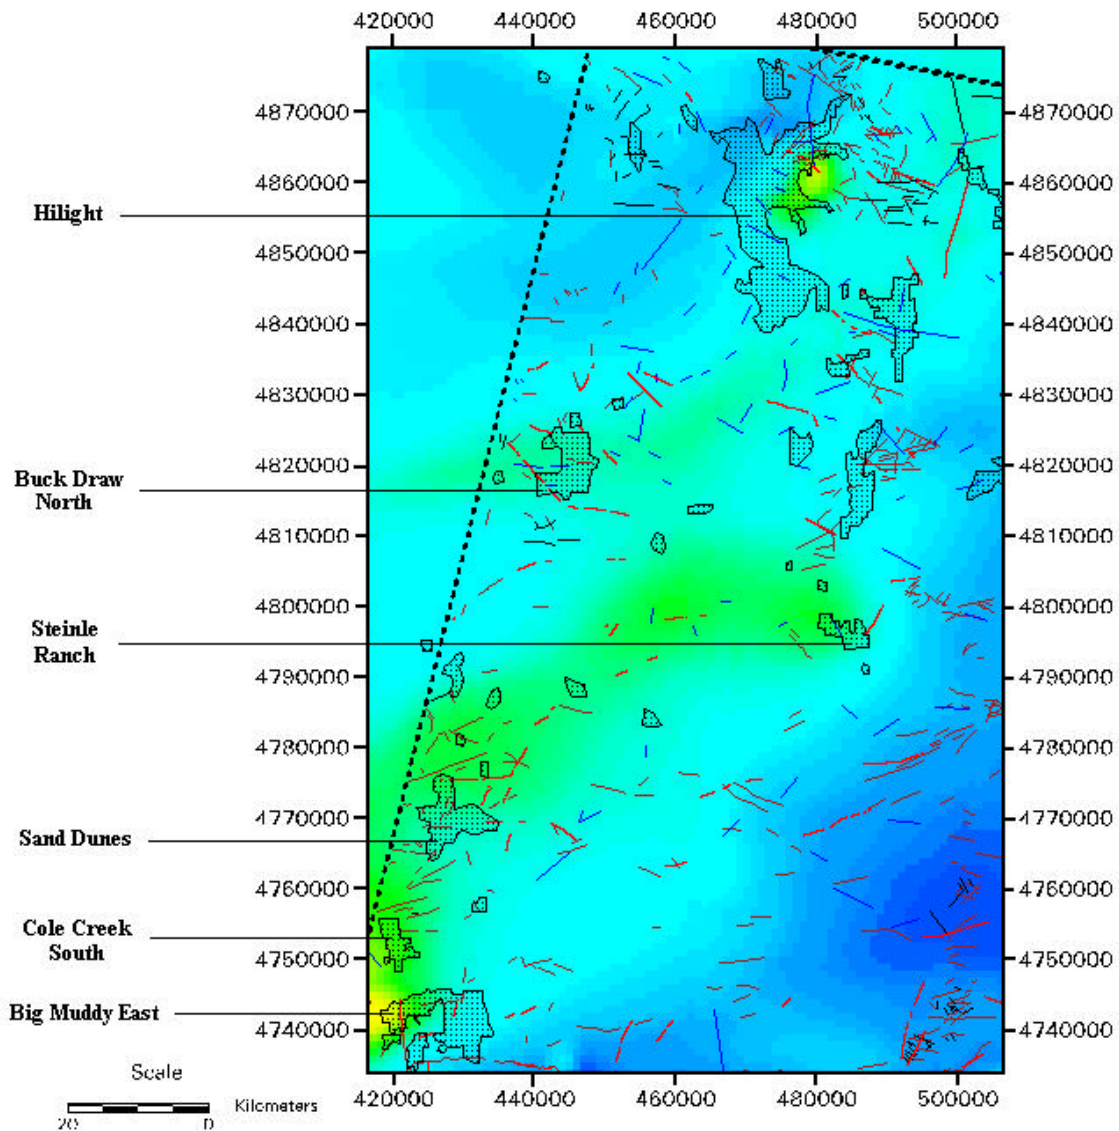 420000 440000 460000 480000 500000
4870000 4870000
4860000 4860000
Hilight
4850000 4850000
4840000 4840000
4830000 4830000
4820000 4820000
Buck Draw
North
4810000 4810000
4800000 4800000
Steinle
Ranch
4790000 4790000
4780000 4780000
4770000 4770000
Sand Dunes
4760000 4760000
Cole Creek
South
4750000 4750000
Big Muddy East
4740000 4740000
420000 440000 460000 480000 500000
Scale
Kilometers
20 0